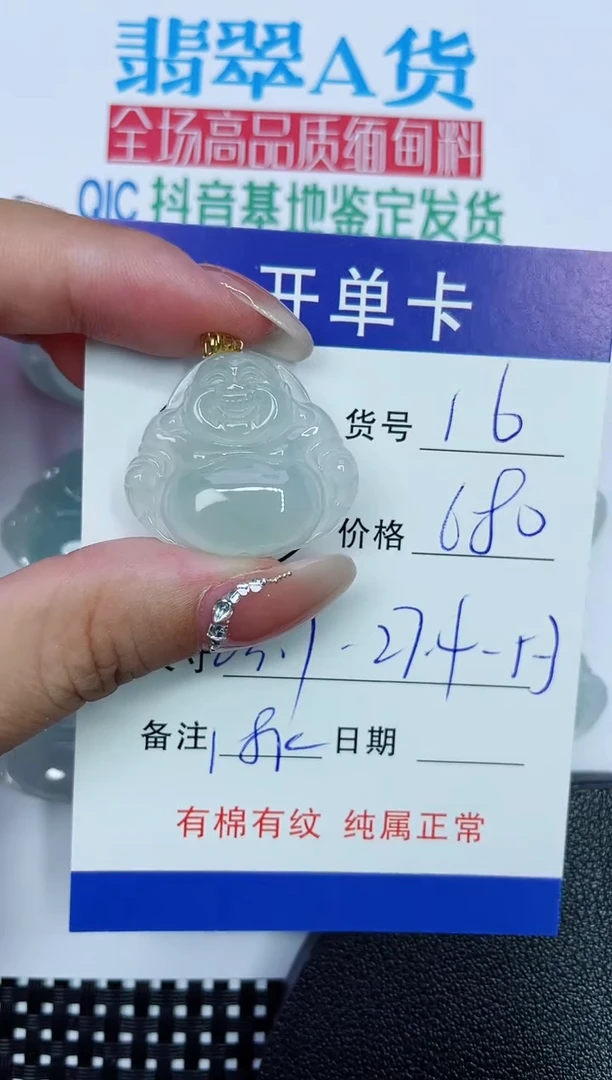 翡翠A货
全场高品质缅甸料
QIC 抖音基地鉴定发货
开单卡
货号 16
价格 680
备注 18K 日期
有棉有纹 纯属正常